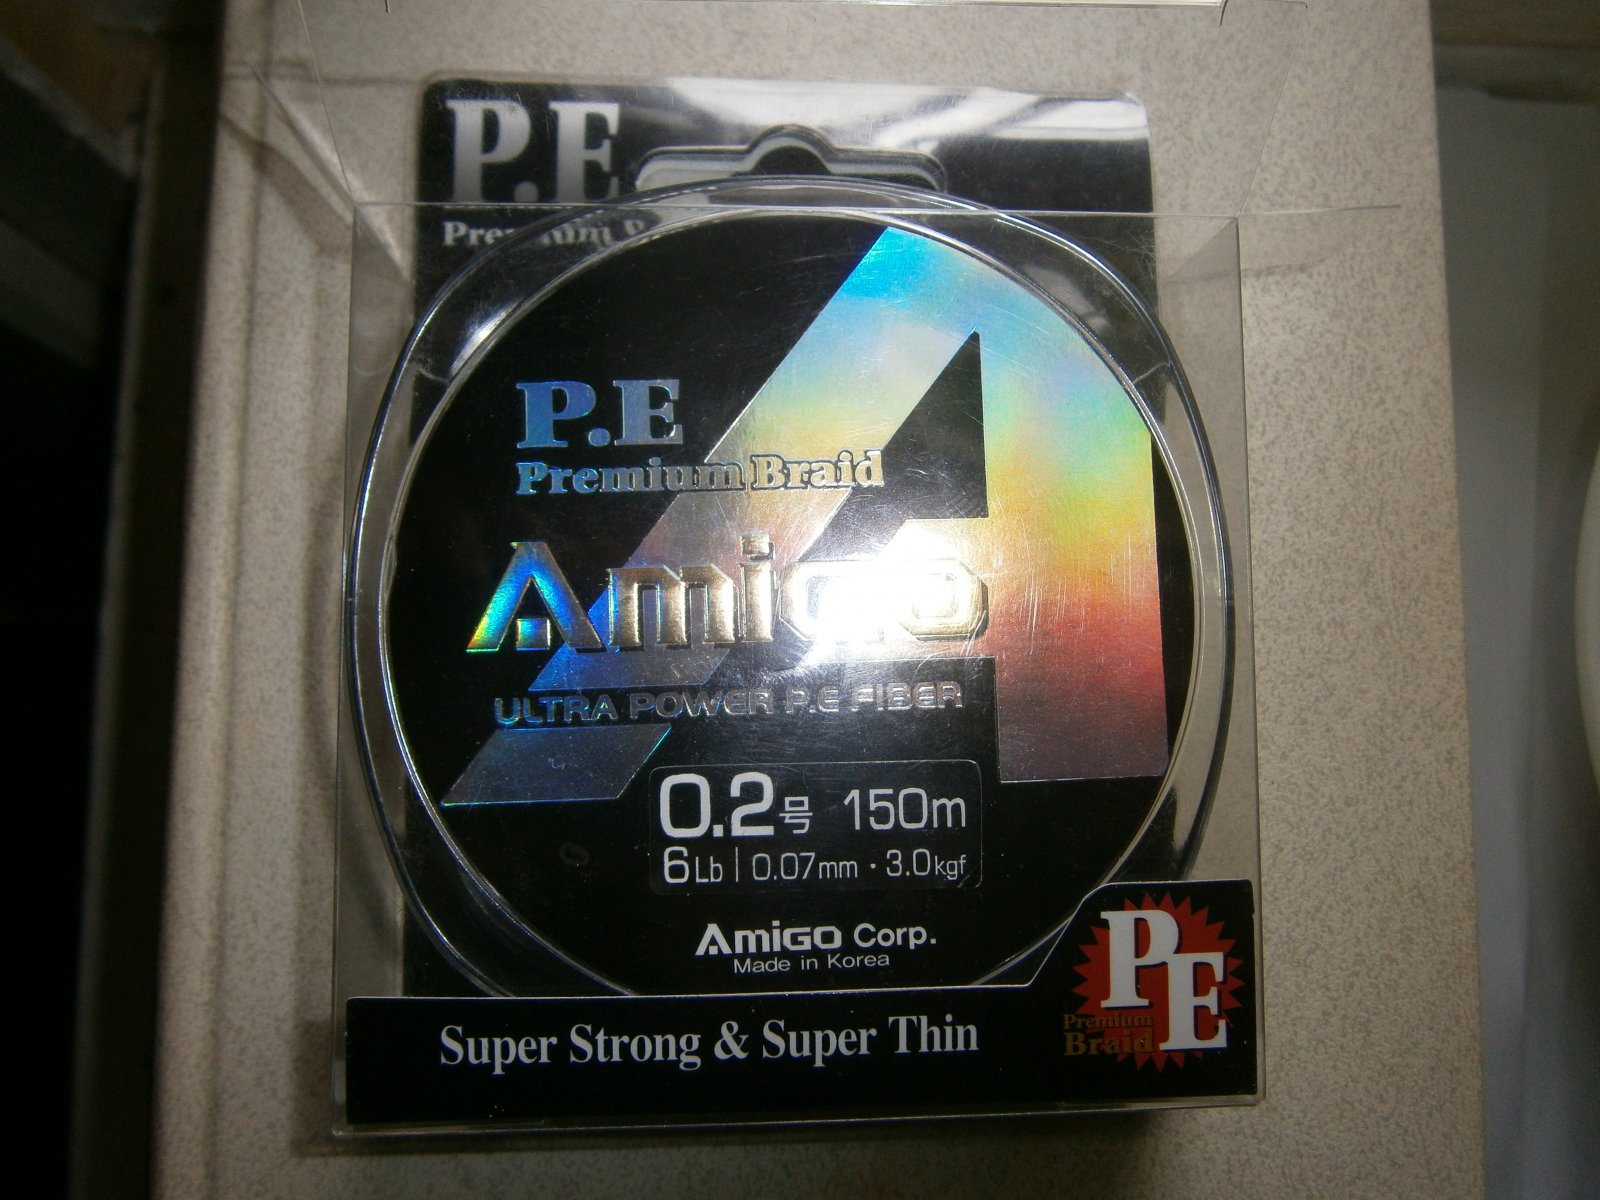 P.E
Premium
P.E
Premium Braid
Amigo
ULTRA POWER P.E FIBER
0.2号 150m
6Lb | 0.07mm · 3.0kgf
AMIGO Corp.
Made in Korea
Super Strong & Super Thin
PE
Premium
Braid